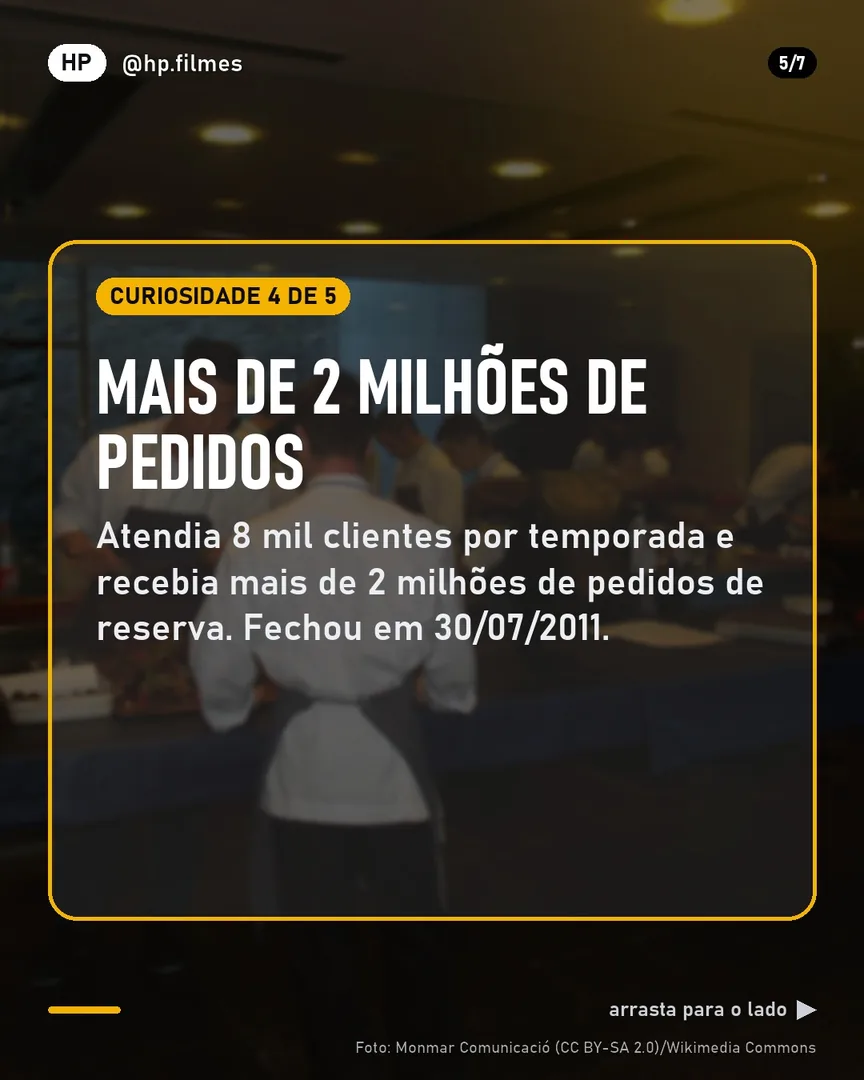 HP @hp.filmes 5/7
CURIOSIDADE 4 DE 5
MAIS DE 2 MILHÕES DE
PEDIDOS
Atendia 8 mil clientes por temporada e
recebia mais de 2 milhões de pedidos de
reserva. Fechou em 30/07/2011.
arrasta para o lado ▶
Foto: Monmar Comunicació (CC BY-SA 2.0)/Wikimedia Commons